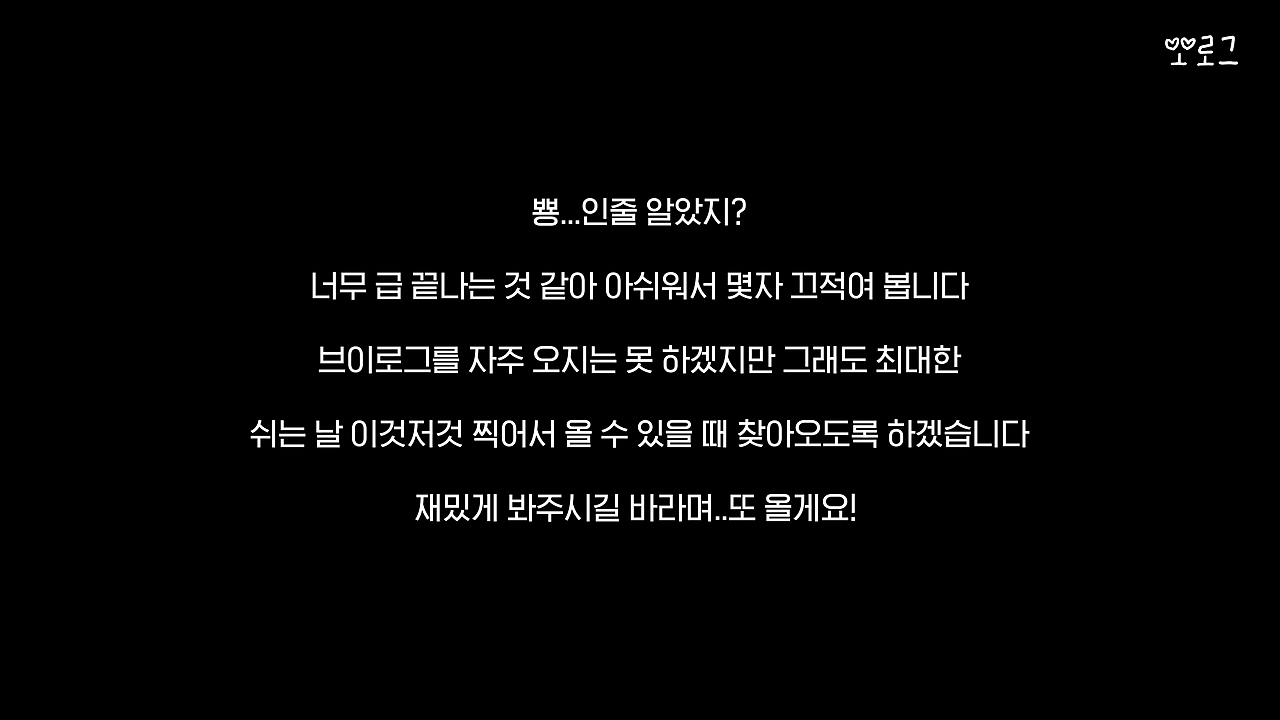 뽀로그
뿅...인줄 알았지?
너무 급 끝나는 것 같아 아쉬워서 몇자 끄적여 봅니다
브이로그를 자주 오지는 못 하겠지만 그래도 최대한
쉬는 날 이것저것 찍어서 올 수 있을 때 찾아오도록 하겠습니다
재밌게 봐주시길 바라며..또 올게요!